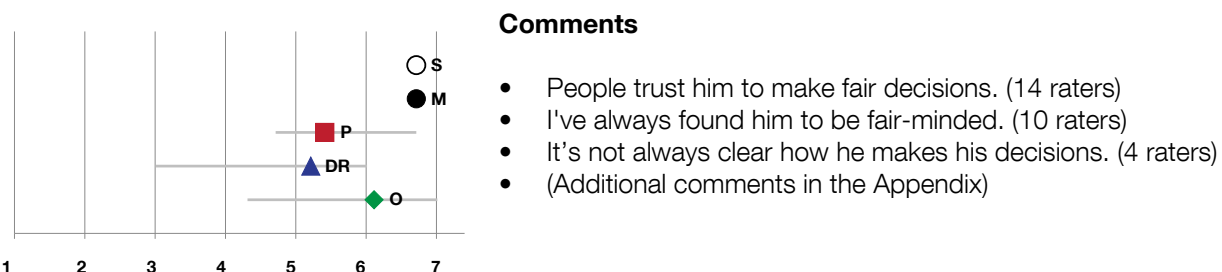 Comments
S
M
P
DR
O
1 2 3 4 5 6 7
• People trust him to make fair decisions. (14 raters)
• I've always found him to be fair-minded. (10 raters)
• It’s not always clear how he makes his decisions. (4 raters)
• (Additional comments in the Appendix)